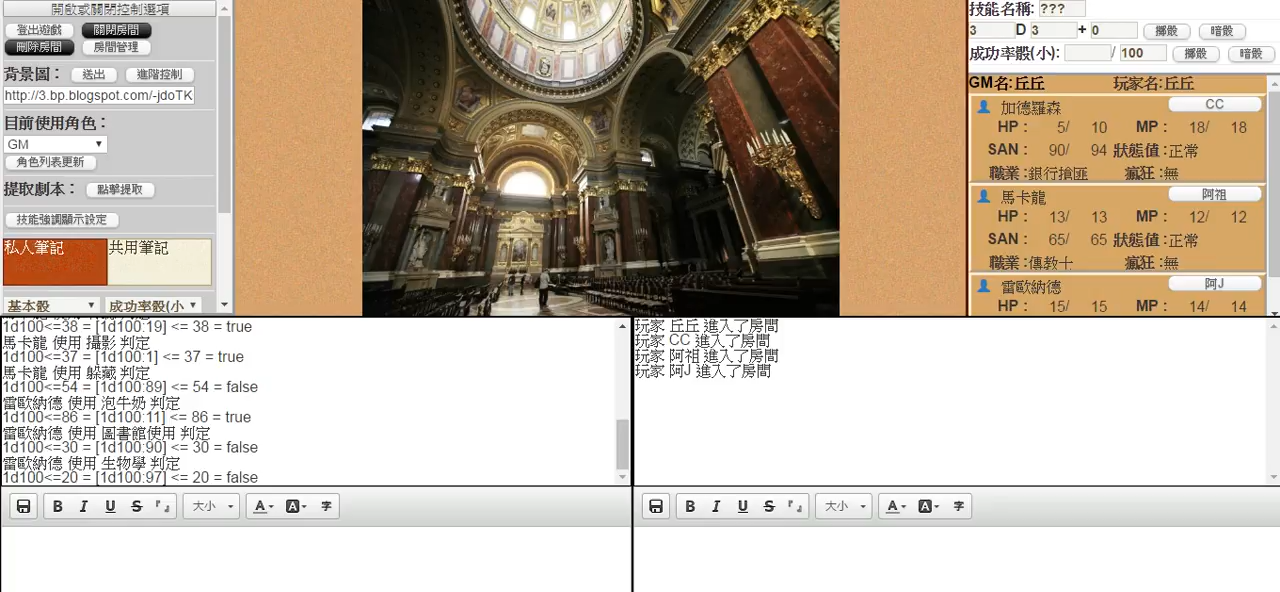 開啟或關閉控制選項
登出遊戲 關閉房間
刪除房間 房間管理
背景圖： 送出 進階控制
http://3.bp.blogspot.com/-jdoTK
目前使用角色：
GM
角色列表更新
提取劇本： 點擊提取
技能強調顯示設定
私人筆記 共用筆記
基本骰 成功率骰(小
技能名稱: ???
3 D 3 + 0 擲骰 暗骰
成功率骰(小): / 100 擲骰 暗骰
GM名:丘丘 玩家名:丘丘
加德羅森 CC
HP： 5/ 10 MP： 18/ 18
SAN： 90/ 94 狀態值:正常
職業:銀行搶匪 瘋狂:無
馬卡龍 阿祖
HP： 13/ 13 MP： 12/ 12
SAN： 65/ 65 狀態值:正常
職業:傳教士 瘋狂:無
雷歐納德 阿J
HP： 15/ 15 MP： 14/ 14
1d100<=38 = [1d100:19] <= 38 = true
馬卡龍 使用 攝影 判定
1d100<=37 = [1d100:1] <= 37 = true
馬卡龍 使用 躲藏 判定
1d100<=54 = [1d100:89] <= 54 = false
雷歐納德 使用 泡牛奶 判定
1d100<=86 = [1d100:11] <= 86 = true
雷歐納德 使用 圖書館使用 判定
1d100<=30 = [1d100:90] <= 30 = false
雷歐納德 使用 生物學 判定
1d100<=20 = [1d100:97] <= 20 = false
玩家 丘丘 進入了房間
玩家 CC 進入了房間
玩家 阿祖 進入了房間
玩家 阿J 進入了房間
B I U S 『』 大小 A A 字
B I U S 『』 大小 A A 字